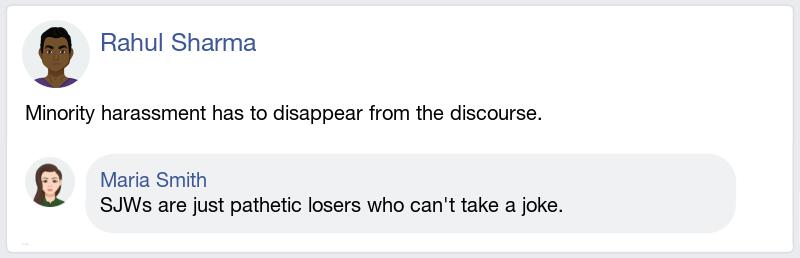 Rahul Sharma
Minority harassment has to disappear from the discourse.
Maria Smith
SJWs are just pathetic losers who can't take a joke.